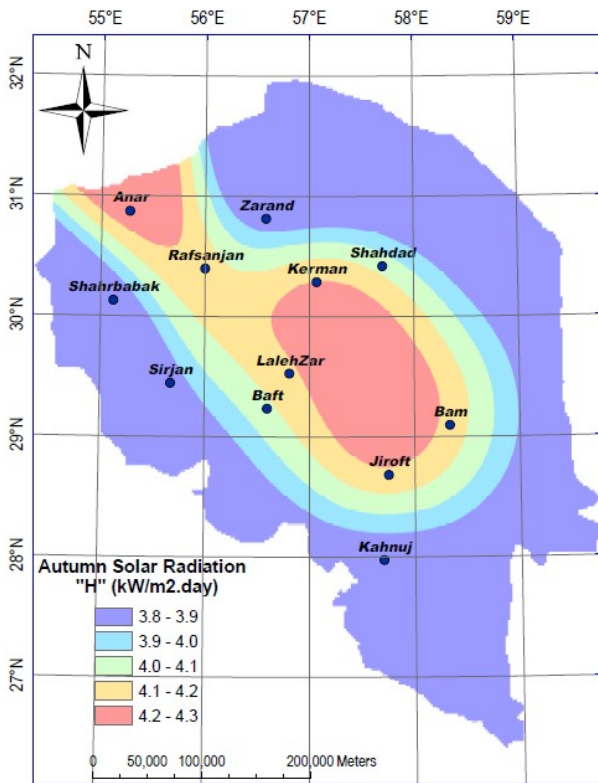 55°E 56°E 57°E 58°E 59°E
N
32°N
31°N
30°N
29°N
28°N
27°N
Anar
Zarand
Rafsanjan
Kerman
Shahdad
Shahrbabak
Sirjan
LalehZar
Baft
Bam
Jiroft
Kahnuj
Autumn Solar Radiation
"H" (kW/m2.day)
3.8 - 3.9
3.9 - 4.0
4.0 - 4.1
4.1 - 4.2
4.2 - 4.3
0 50,000 100,000 200,000 Meters